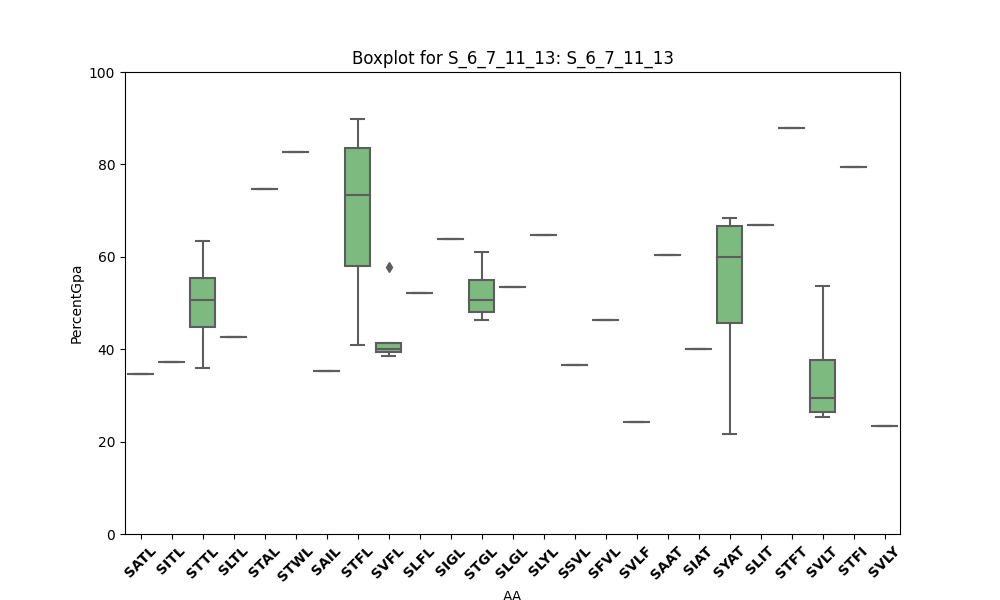 Boxplot for S_6_7_11_13: S_6_7_11_13
100
80
60
40
20
0
PercentGpa
SATL SITL STTL SLTL STAL STWL SAIL STFL SVFL SLFL SIGL STGL SLGL SLYL SSVL SFVL SVLF SAAT SIAT SYAT SLIT STFT SVLT STFI SVLY
AA